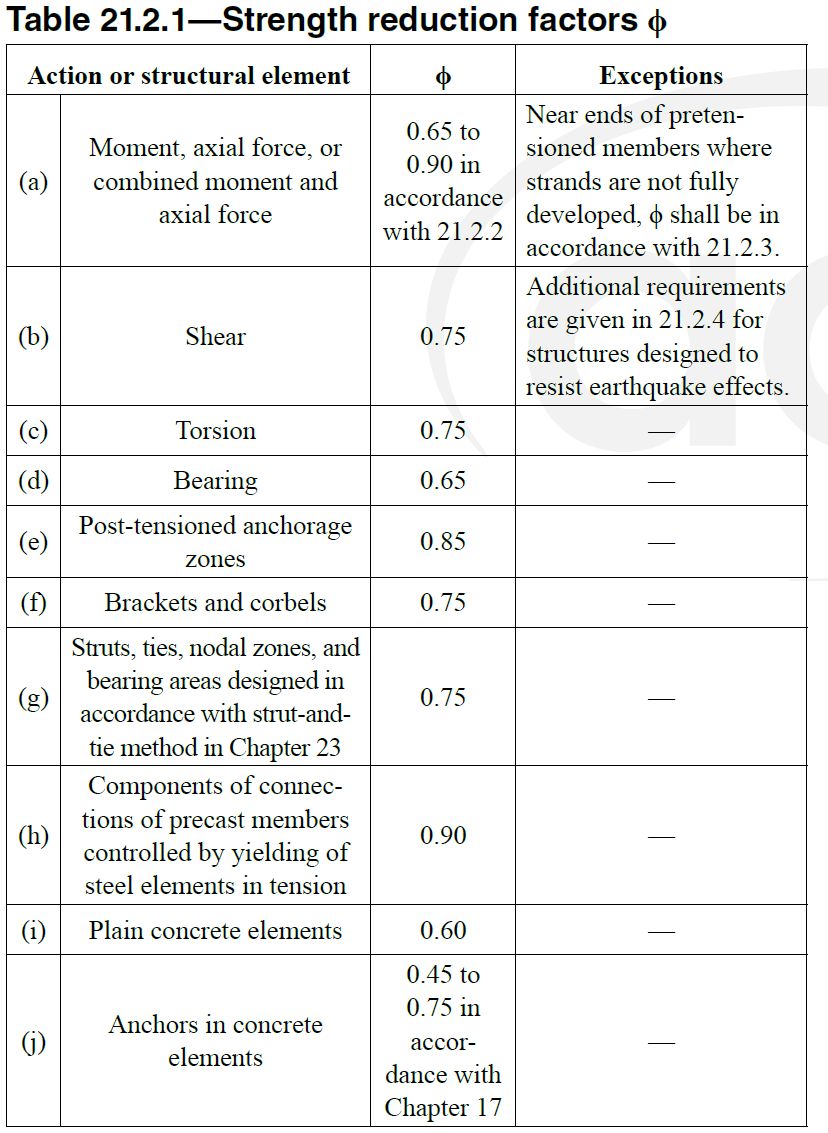 Table 21.2.1—Strength reduction factors ϕ
Action or structural element ϕ Exceptions
(a)
Moment, axial force, or
combined moment and
axial force
0.65 to
0.90 in
accordance
with 21.2.2
Near ends of preten-
sioned members where
strands are not fully
developed, ϕ shall be in
accordance with 21.2.3.
(b)
Shear
0.75
Additional requirements
are given in 21.2.4 for
structures designed to
resist earthquake effects.
(c) Torsion 0.75 —
(d) Bearing 0.65 —
(e)
Post-tensioned anchorage
zones
0.85
—
(f) Brackets and corbels 0.75 —
(g)
Struts, ties, nodal zones, and
bearing areas designed in
accordance with strut-and-
tie method in Chapter 23
0.75
—
(h)
Components of connec-
tions of precast members
controlled by yielding of
steel elements in tension
0.90
—
(i) Plain concrete elements 0.60 —
(j)
Anchors in concrete
elements
0.45 to
0.75 in
accor-
dance with
Chapter 17
—